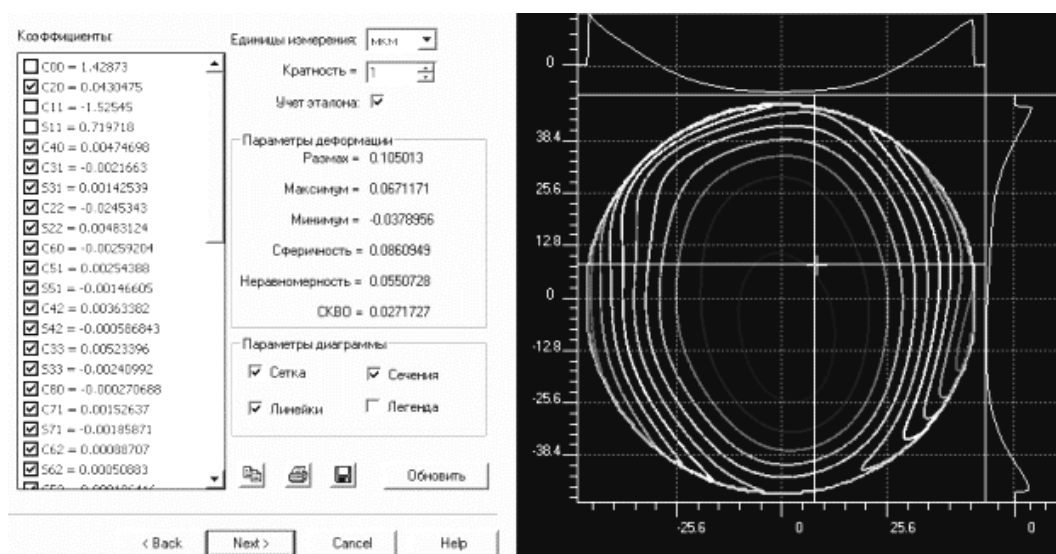 Коэффициенты:
C00 = 1.42873
C20 = 0.0430475
C11 = -1.52545
S11 = 0.719718
C40 = 0.00474698
C31 = -0.0021663
S31 = 0.00142539
C22 = -0.0245343
S22 = 0.00483124
C60 = -0.00259204
C51 = 0.00254388
S51 = -0.00146605
C42 = 0.00363382
S42 = -0.000586843
C33 = 0.00523396
S33 = -0.00240992
C80 = -0.000270688
C71 = 0.00152637
S71 = -0.00185871
C62 = 0.00088707
S62 = 0.00050883
Единицы измерения: мкм
Кратность = 1
Учет эталона:
Параметры деформации
Размах = 0.105013
Максимум = 0.0671171
Минимум = -0.0378956
Сферичность = 0.0860949
Неравномерность = 0.0550728
СКВО = 0.0271727
Параметры диаграммы
Сетка Сечения
Линейки Легенда
Обновить
< Back Next > Cancel Help
0
38.4
25.6
12.8
0
-12.8
-25.6
-38.4
-25.6 0 25.6 0